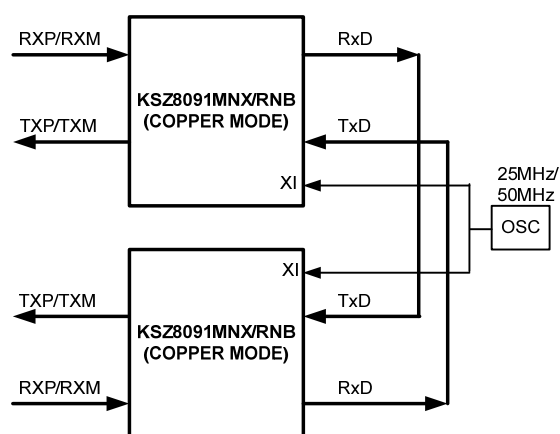 RXP/RXM
RxD
KSZ8091MNX/RNB
(COPPER MODE)
TXP/TXM
TxD
XI
25MHz/
50MHz
OSC
XI
TXP/TXM
TxD
KSZ8091MNX/RNB
(COPPER MODE)
RXP/RXM
RxD